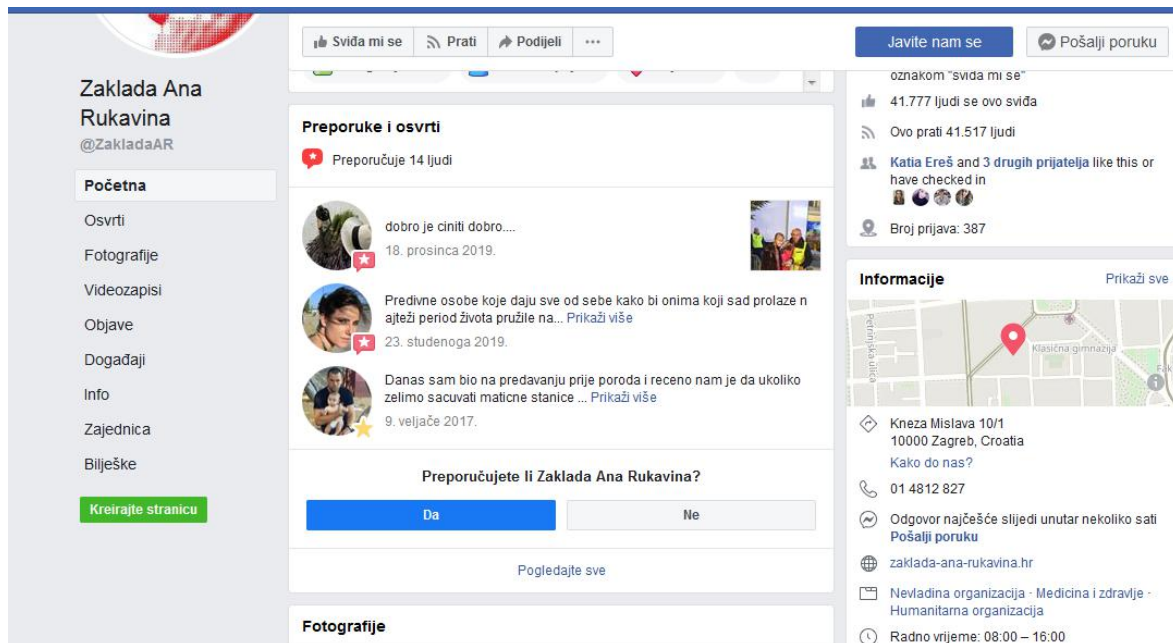 Sviđa mi se
Prati
Podijeli
Javite nam se
Pošalji poruku
Zaklada Ana
Rukavina
@ZakladaAR
Početna
Osvrti
Fotografije
Videozapisi
Objave
Događaji
Info
Zajednica
Bilješke
Kreirajte stranicu
Preporuke i osvrti
Preporučuje 14 ljudi
dobro je ciniti dobro....
18. prosinca 2019.
Predivne osobe koje daju sve od sebe kako bi onima koji sad prolaze n
ajteži period života pružile na... Prikaži više
23. studenoga 2019.
Danas sam bio na predavanju prije poroda i receno nam je da ukoliko
zelimo sacuvati maticne stanice ... Prikaži više
9. veljače 2017.
Preporučujete li Zaklada Ana Rukavina?
Da
Ne
Pogledajte sve
Fotografije
oznakom "sviđa mi se"
41.777 ljudi se ovo sviđa
Ovo prati 41.517 ljudi
Katia Ereš and 3 drugih prijatelja like this or
have checked in
Broj prijava: 387
Informacije
Prikaži sve
Petrinjska ulica
Klasična gimnazija
Kneza Mislava 10/1
10000 Zagreb, Croatia
Kako do nas?
01 4812 827
Odgovor najčešće slijedi unutar nekoliko sati
Pošalji poruku
zaklada-ana-rukavina.hr
Nevladina organizacija · Medicina i zdravlje ·
Humanitarna organizacija
Radno vrijeme: 08:00 – 16:00